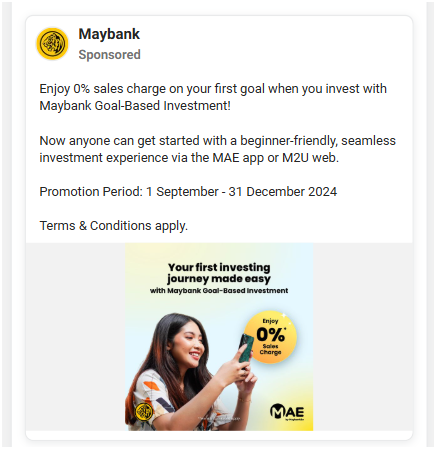 Maybank
Sponsored
Enjoy 0% sales charge on your first goal when you invest with
Maybank Goal-Based Investment!
Now anyone can get started with a beginner-friendly, seamless
investment experience via the MAE app or M2U web.
Promotion Period: 1 September - 31 December 2024
Terms & Conditions apply.
Your first investing
journey made easy
with Maybank Goal-Based Investment
Enjoy
0%*
Sales
Charge
MAE